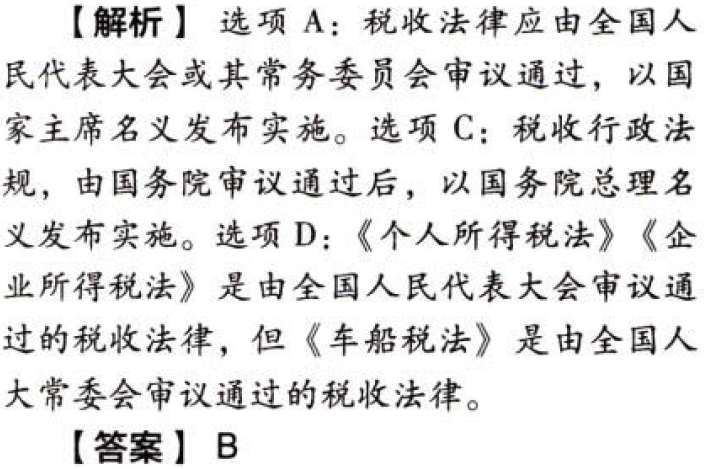 【解析】 选项 A：税收法律应由全国人
民代表大会或其常务委员会审议通过，以国
家主席名义发布实施。选项 C：税收行政法
规，由国务院审议通过后，以国务院总理名
义发布实施。选项 D：《个人所得税法》《企
业所得税法》是由全国人民代表大会审议通
过的税收法律，但《车船税法》是由全国人
大常委会审议通过的税收法律。
【答案】 B